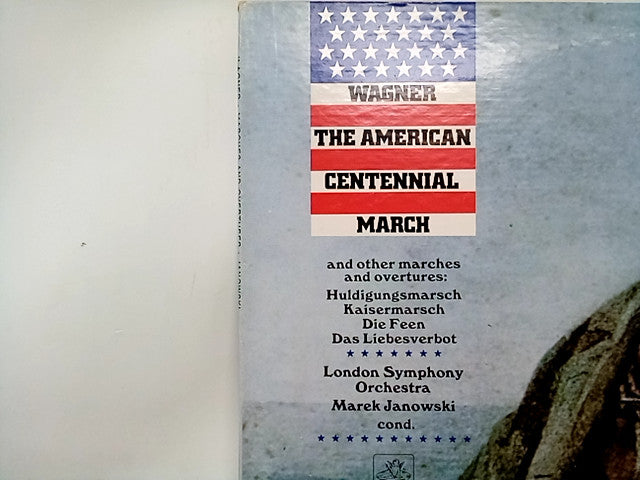 WAGNER
THE AMERICAN
CENTENNIAL
MARCH
and other marches
and overtures:
Huldigungsmarsch
Kaisermarsch
Die Feen
Das Liebesverbot
London Symphony
Orchestra
Marek Janowski
cond.